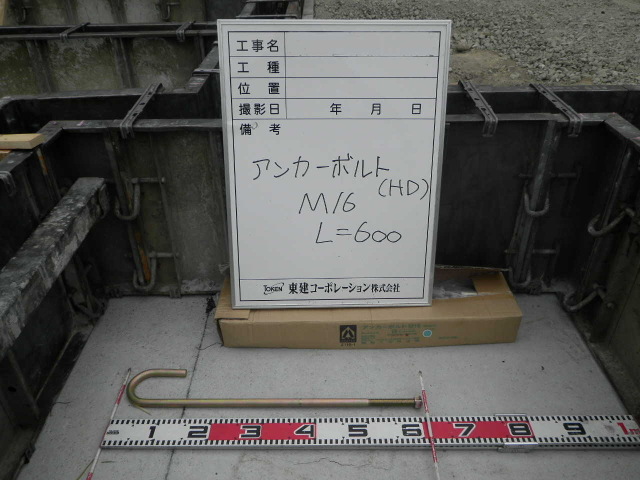 工事名
工種
位置
撮影日 年 月 日
備考
アンカーボルト
(HD)
M16
L=600
TOKEN 東建コーポレーション株式会社
1 2 3 4 5 6 7 8 9 1m